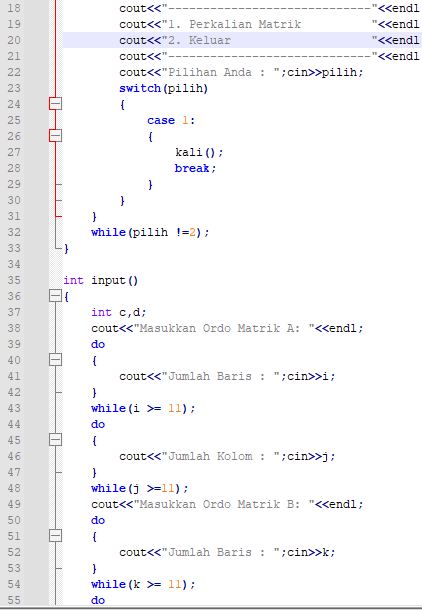 18 cout<<"-----------------------------"<<endl
19 cout<<"1. Perkalian Matrik          "<<endl
20 cout<<"2. Keluar                    "<<endl
21 cout<<"-----------------------------"<<endl
22 cout<<"Pilihan Anda : ";cin>>pilih;
23 switch(pilih)
24 {
25 case 1:
26 {
27 kali();
28 break;
29 }
30 }
31 }
32 while(pilih !=2);
33 }
34
35 int input()
36 {
37 int c,d;
38 cout<<"Masukkan Ordo Matrik A: "<<endl;
39 do
40 {
41 cout<<"Jumlah Baris : ";cin>>i;
42 }
43 while(i >= 11);
44 do
45 {
46 cout<<"Jumlah Kolom : ";cin>>j;
47 }
48 while(j >=11);
49 cout<<"Masukkan Ordo Matrik B: "<<endl;
50 do
51 {
52 cout<<"Jumlah Baris : ";cin>>k;
53 }
54 while(k >= 11);
55 do